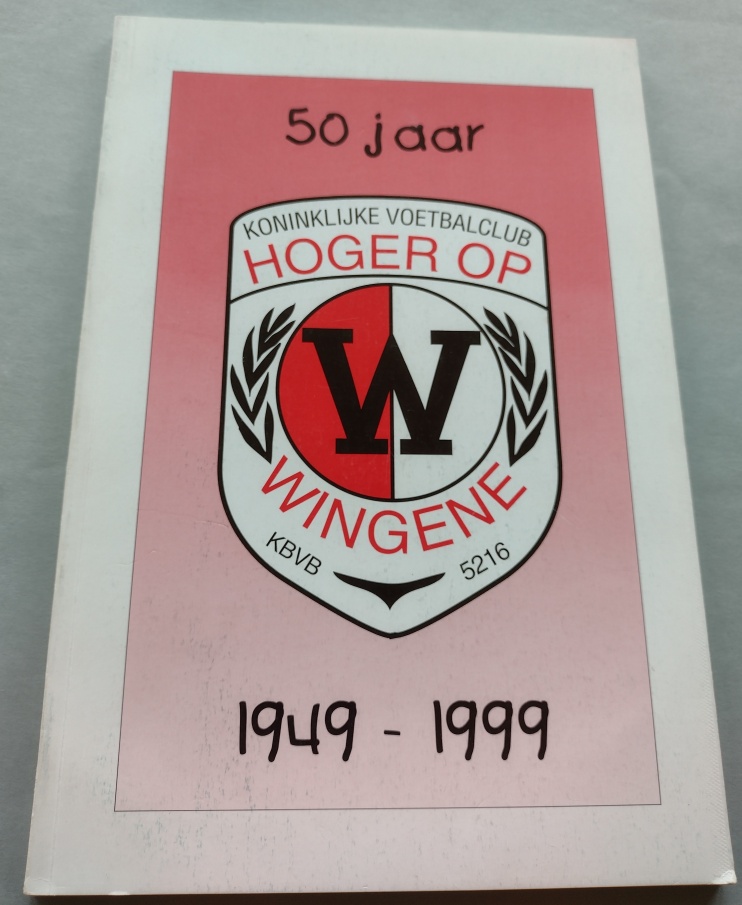 50 jaar
KONINKLIJKE VOETBALCLUB
HOGER OP
W
WINGENE
KBVB 5216
1949 - 1999